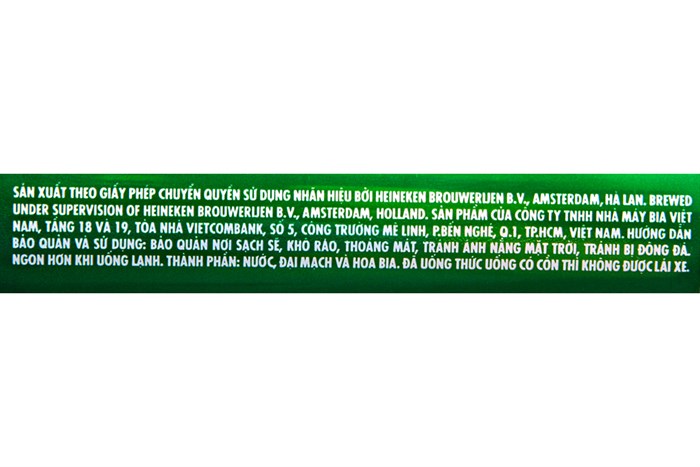 SẢN XUẤT THEO GIẤY PHÉP CHUYỂN QUYỀN SỬ DỤNG NHÃN HIỆU BỞI HEINEKEN BROUWERIJEN B.V., AMSTERDAM, HÀ LAN. BREWED
UNDER SUPERVISION OF HEINEKEN BROUWERIJEN B.V., AMSTERDAM, HOLLAND. SẢN PHẨM CỦA CÔNG TY TNHH NHÀ MÁY BIA VIỆT
NAM, TẦNG 18 VÀ 19, TÒA NHÀ VIETCOMBANK, SỐ 5, CÔNG TRƯỜNG MÊ LINH, P.BẾN NGHÉ, Q.1, TP.HCM, VIỆT NAM. HƯỚNG DẪN
BẢO QUẢN VÀ SỬ DỤNG: BẢO QUẢN NƠI SẠCH SẼ, KHÔ RÁO, THOÁNG MÁT, TRÁNH ÁNH NẮNG MẶT TRỜI, TRÁNH BỊ ĐÔNG ĐÁ.
NGON HƠN KHI UỐNG LẠNH. THÀNH PHẦN: NƯỚC, ĐẠI MẠCH VÀ HOA BIA. ĐÃ UỐNG THỨC UỐNG CÓ CỒN THÌ KHÔNG ĐƯỢC LÁI XE.